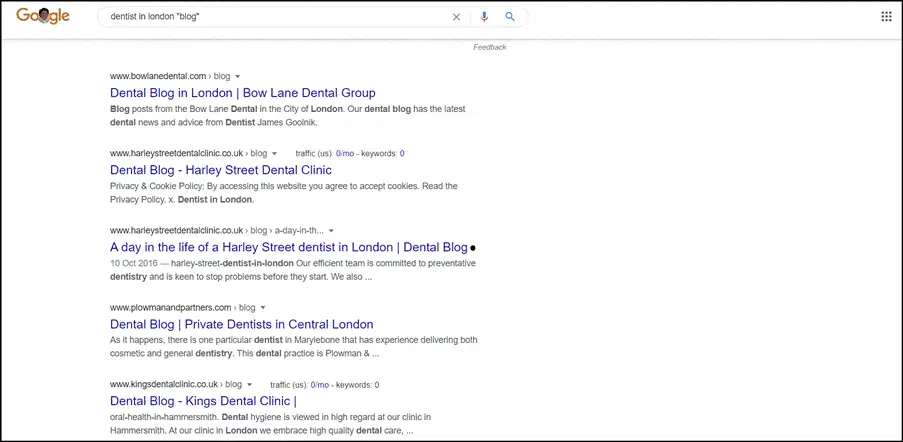 Google
dentist in london "blog"
Feedback
www.bowlanedental.com › blog
Dental Blog in London | Bow Lane Dental Group
Blog posts from the Bow Lane Dental in the City of London. Our dental blog has the latest
dental news and advice from Dentist James Goolnik.
www.harleystreetdentalclinic.co.uk › blog traffic (us): 0/mo - keywords: 0
Dental Blog - Harley Street Dental Clinic
Privacy & Cookie Policy: By accessing this website you agree to accept cookies. Read the
Privacy Policy. x. Dentist in London.
www.harleystreetdentalclinic.co.uk › blog › a-day-in-th...
A day in the life of a Harley Street dentist in London | Dental Blog
10 Oct 2016 — harley-street-dentist-in-london Our efficient team is committed to preventative
dentistry and is keen to stop problems before they start. We also ...
www.plowmanandpartners.com › blog
Dental Blog | Private Dentists in Central London
As it happens, there is one particular dentist in Marylebone that has experience delivering both
cosmetic and general dentistry. This dental practice is Plowman & ...
www.kingsdentalclinic.co.uk › blog traffic (us): 0/mo - keywords: 0
Dental Blog - Kings Dental Clinic |
oral-health-in-hammersmith. Dental hygiene is viewed in high regard at our clinic in
Hammersmith. At our clinic in London we embrace high quality dental care, ...